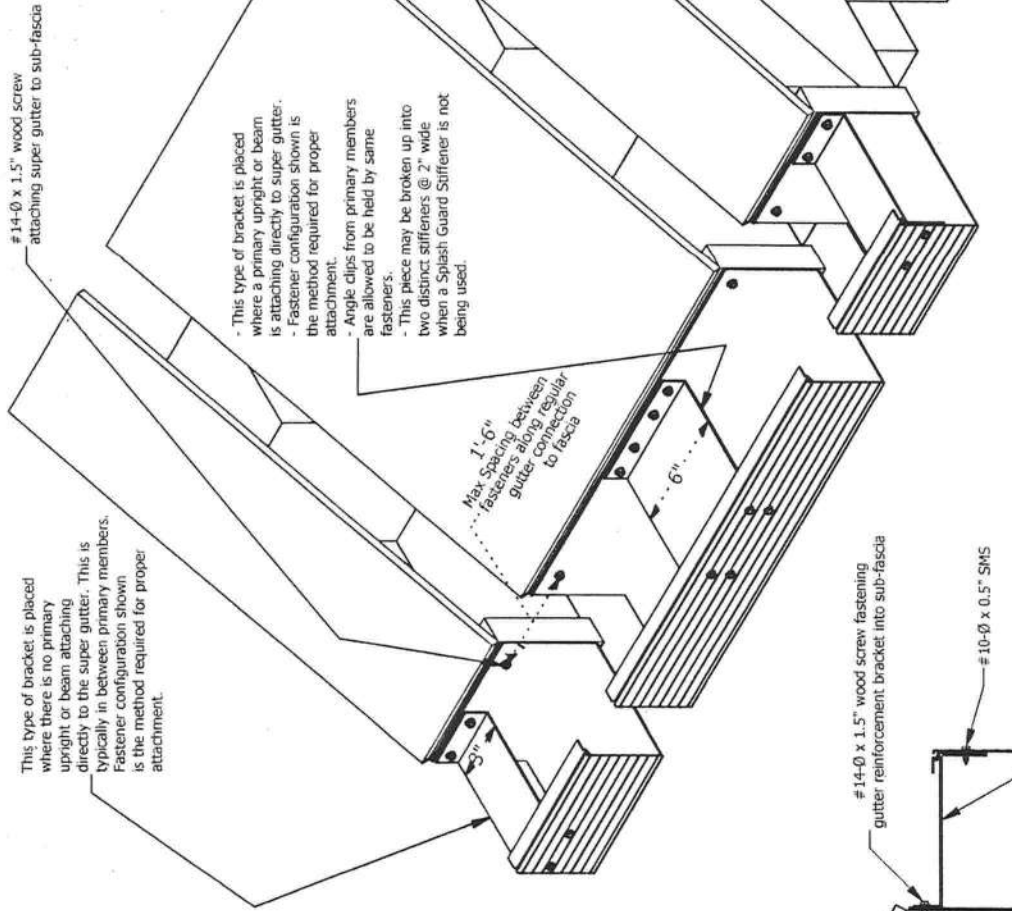 #14-Ø x 1.5" wood screw
attaching super gutter to sub-fascia
This type of bracket is placed
where there is no primary
upright or beam attaching
directly to the super gutter. This is
typically in between primary members.
Fastener configuration shown
is the method required for proper
attachment.
- This type of bracket is placed
where a primary upright or beam
is attaching directly to super gutter.
- Fastener configuration shown is
the method required for proper
attachment.
- Angle clips from primary members
are allowed to be held by same
fasteners.
- This piece may be broken up into
two distinct stiffeners @ 2" wide
when a Splash Guard Stiffener is not
being used.
1'-6"
Max Spacing between
fasteners along regular
gutter connection
to fascia
6"
#14-Ø x 1.5" wood screw fastening
gutter reinforcement bracket into sub-fascia
#10-Ø x 0.5" SMS